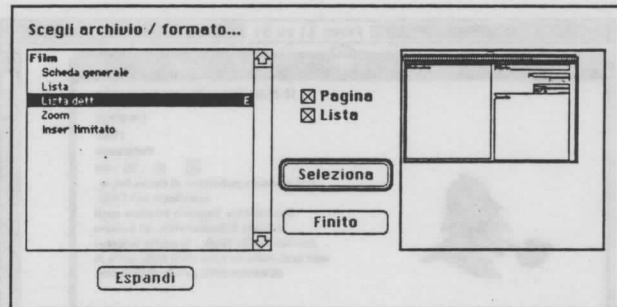 Scegli archivio / formato...
Film
Scheda generale
Lista
Lista dett. E
Zoom
Inser limitato
Pagina
Lista
Seleziona
Finito
Espandi